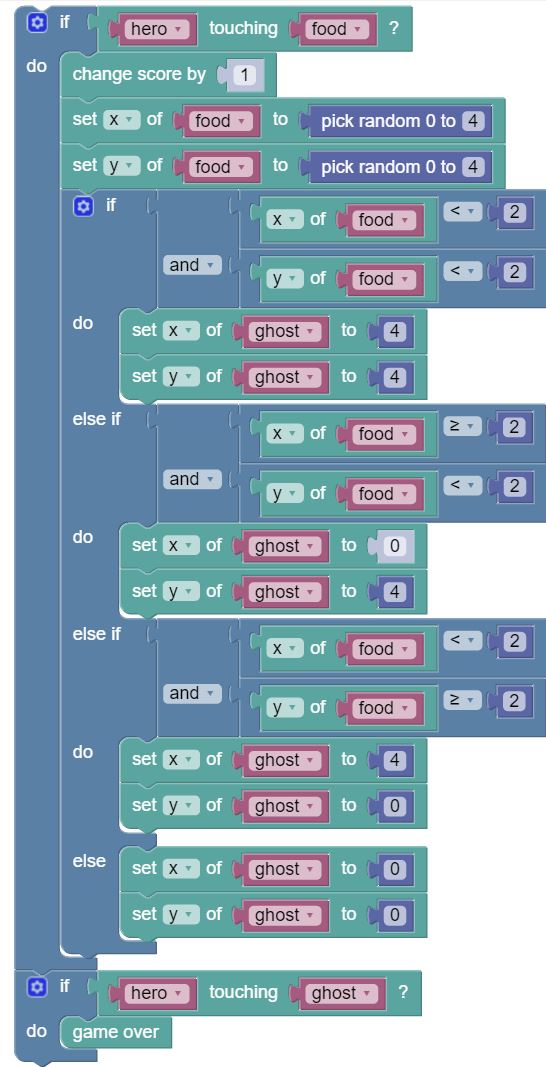 if hero touching food ?
do
change score by 1
set x of food to pick random 0 to 4
set y of food to pick random 0 to 4
if x of food < 2
and y of food < 2
do set x of ghost to 4
set y of ghost to 4
else if x of food ≥ 2
and y of food < 2
do set x of ghost to 0
set y of ghost to 4
else if x of food < 2
and y of food ≥ 2
do set x of ghost to 4
set y of ghost to 0
else set x of ghost to 0
set y of ghost to 0
if hero touching ghost ?
do game over